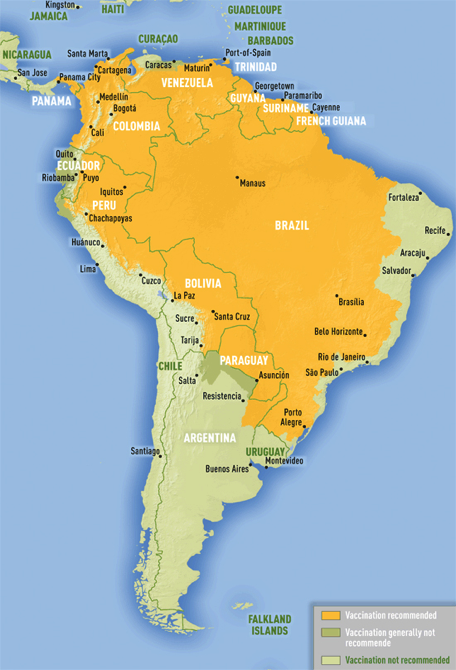 Kingston
JAMAICA
HAITI
GUADELOUPE
MARTINIQUE
BARBADOS
CURAÇAO
NICARAGUA
San Jose
Santa Marta
Cartagena
Caracas
Maturin
Port-of-Spain
TRINIDAD
Panama City
PANAMA
VENEZUELA
Georgetown
GUYANA
Paramaribo
SURINAME
Cayenne
FRENCH GUIANA
Medellín
Bogotá
COLOMBIA
Cali
Quito
ECUADOR
Riobamba
Puyo
Iquitos
Manaus
PERU
Chachapoyas
BRAZIL
Fortaleza
Recife
Aracaju
Salvador
Huánuco
Lima
Cuzco
BOLIVIA
La Paz
Santa Cruz
Brasília
Sucre
Tarija
Belo Horizonte
Rio de Janeiro
São Paulo
CHILE
PARAGUAY
Salta
Asunción
Resistencia
Porto
Alegre
ARGENTINA
Santiago
URUGUAY
Buenos Aires
Montevideo
FALKLAND
ISLANDS
Vaccination recommended
Vaccination generally not
recommende
Vaccination not recommended